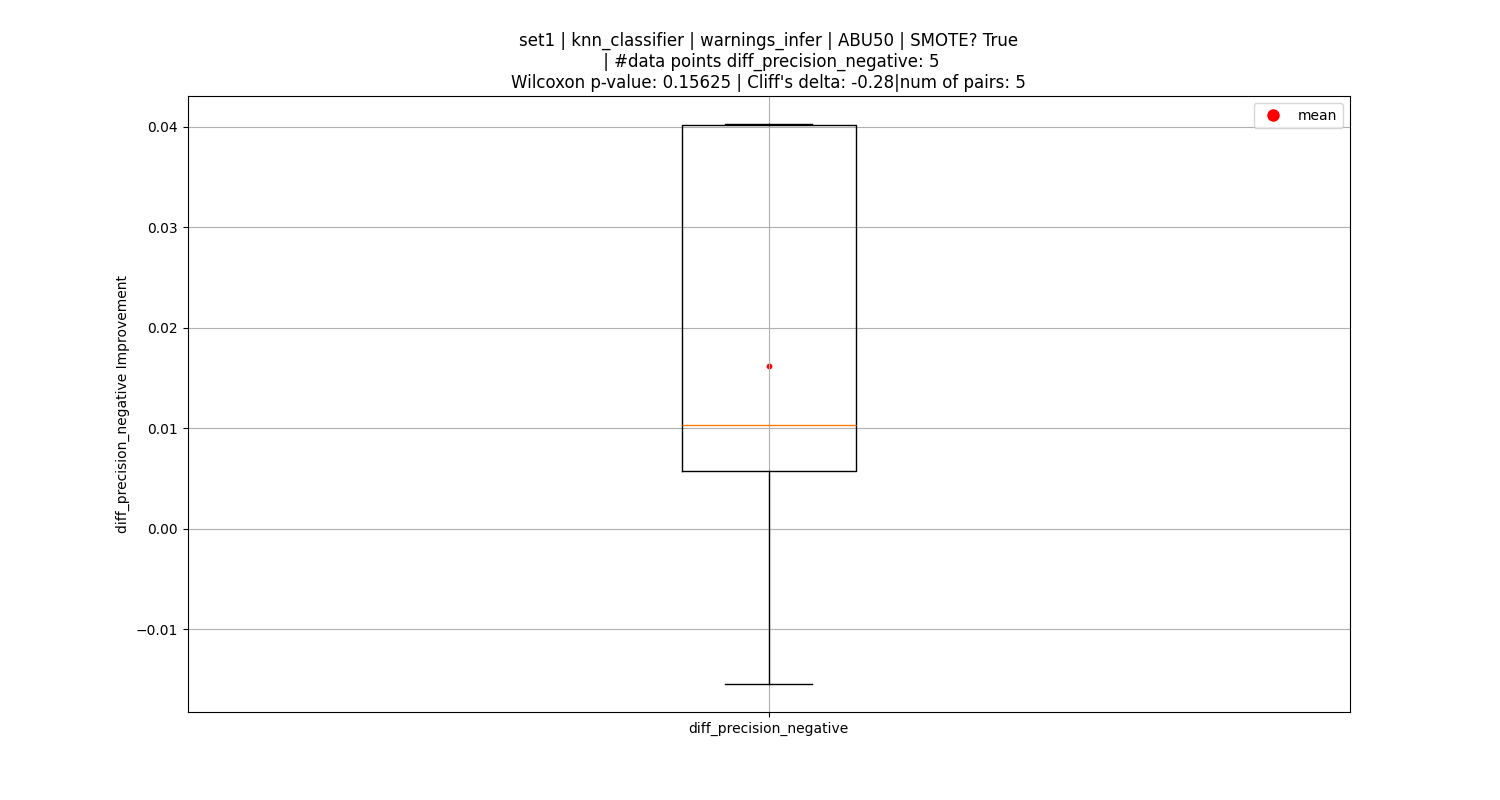 set1 | knn_classifier | warnings_infer | ABU50 | SMOTE? True
| #data points diff_precision_negative: 5
Wilcoxon p-value: 0.15625 | Cliff's delta: -0.28|num of pairs: 5
mean
0.04
0.03
0.02
0.01
0.00
−0.01
diff_precision_negative Improvement
diff_precision_negative